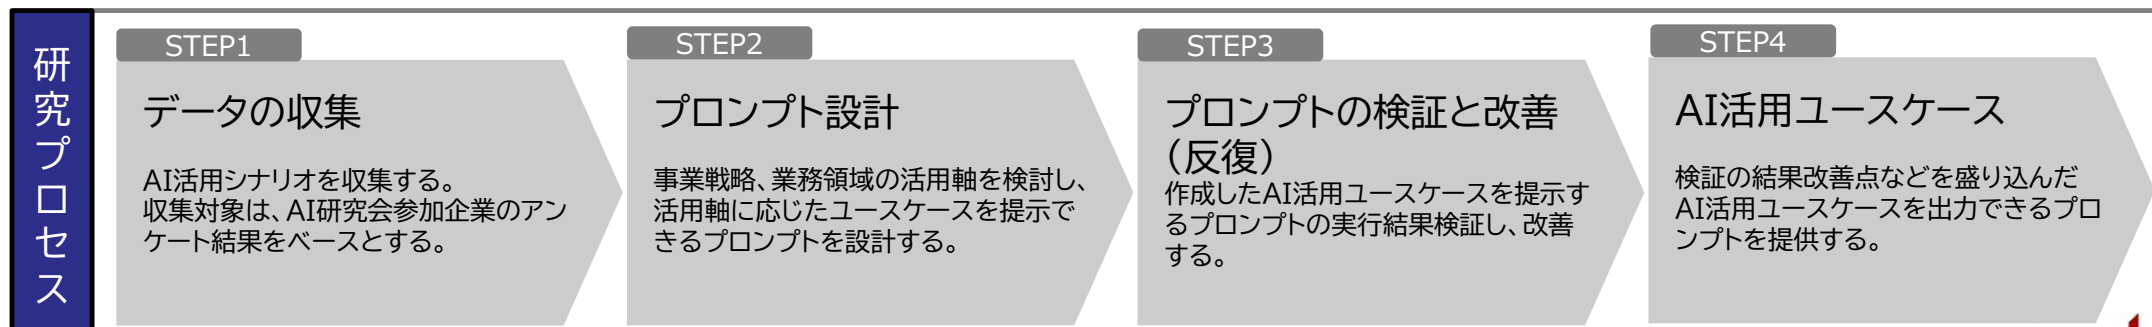 研究プロセス
STEP1
データの収集
AI活用シナリオを収集する。
収集対象は、AI研究会参加企業のアン
ケート結果をベースとする。
STEP2
プロンプト設計
事業戦略、業務領域の活用軸を検討し、
活用軸に応じたユースケースを提示で
きるプロンプトを設計する。
STEP3
プロンプトの検証と改善
（反復）
作成したAI活用ユースケースを提示す
るプロンプトの実行結果検証し、改善
する。
STEP4
AI活用ユースケース
検証の結果改善点などを盛り込んだ
AI活用ユースケースを出力できるプロ
ンプトを提供する。